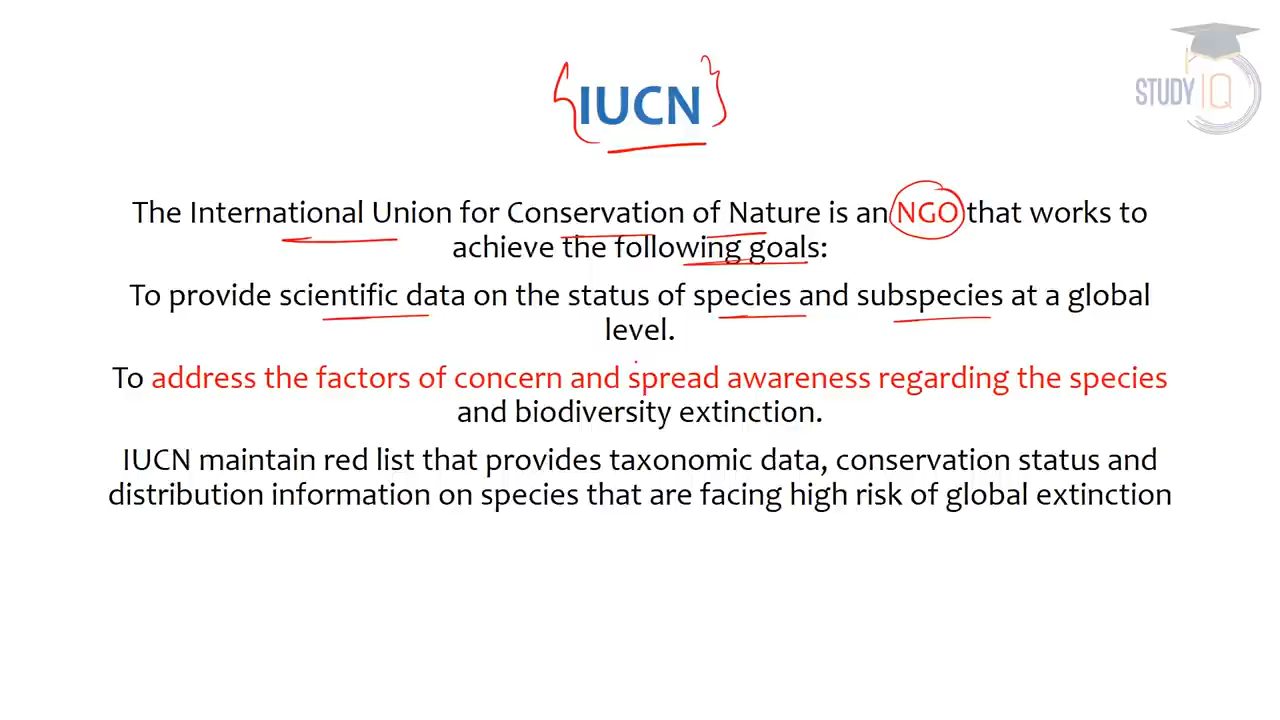 IUCN
STUDY IQ
The International Union for Conservation of Nature is an NGO that works to
achieve the following goals:
To provide scientific data on the status of species and subspecies at a global
level.
To address the factors of concern and spread awareness regarding the species
and biodiversity extinction.
IUCN maintain red list that provides taxonomic data, conservation status and
distribution information on species that are facing high risk of global extinction